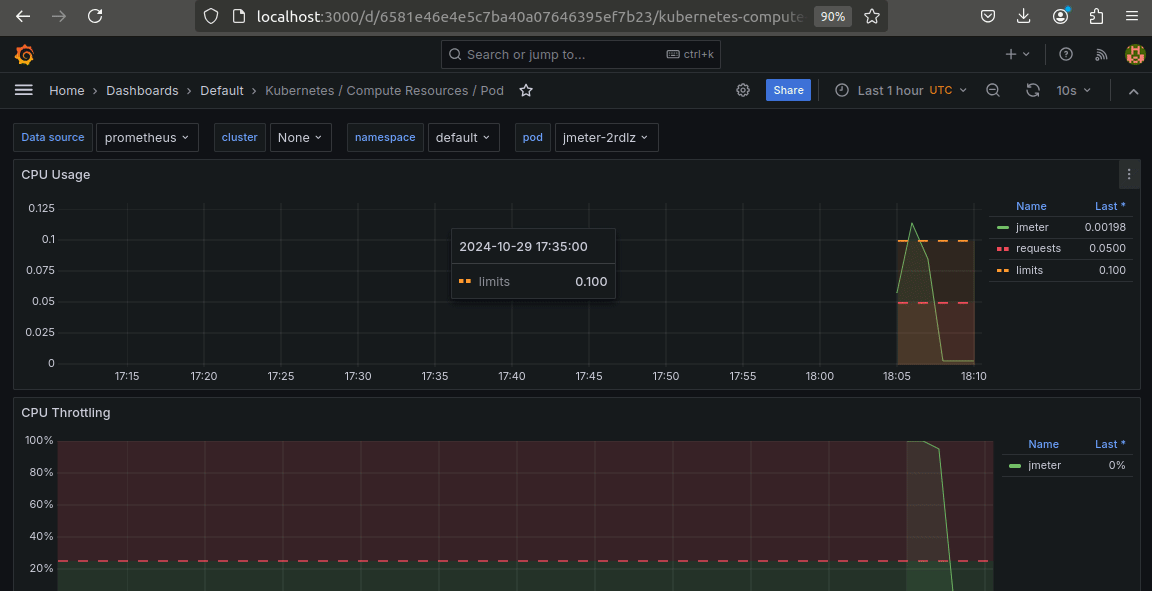 localhost:3000/d/6581e46e4e5c7ba40a07646395ef7b23/kubernetes-compute-
90%
Search or jump to...
ctrl+k
Home › Dashboards › Default › Kubernetes / Compute Resources / Pod
Share
Last 1 hour UTC
10s
Data source prometheus
cluster None
namespace default
pod jmeter-2rdlz
CPU Usage
0.125
0.1
0.075
0.05
0.025
0
17:15 17:20 17:25 17:30 17:35 17:40 17:45 17:50 17:55 18:00 18:05 18:10
2024-10-29 17:35:00
limits 0.100
Name Last *
jmeter 0.00198
requests 0.0500
limits 0.100
CPU Throttling
100%
80%
60%
40%
20%
Name Last *
jmeter 0%